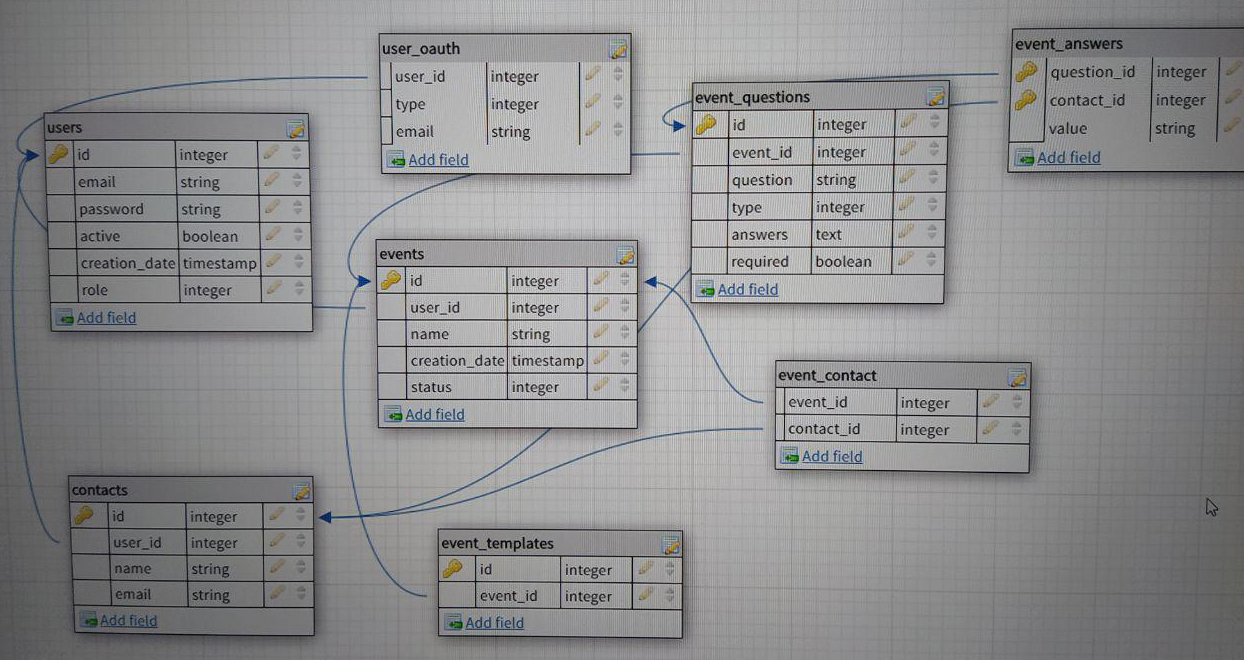 user_oauth
user_id integer
type integer
email string
Add field
event_answers
question_id integer
contact_id integer
value string
Add field
event_questions
id integer
event_id integer
question string
type integer
answers text
required boolean
Add field
users
id integer
email string
password string
active boolean
creation_date timestamp
role integer
Add field
events
id integer
user_id integer
name string
creation_date timestamp
status integer
Add field
event_contact
event_id integer
contact_id integer
Add field
contacts
id integer
user_id integer
name string
email string
Add field
event_templates
id integer
event_id integer
Add field